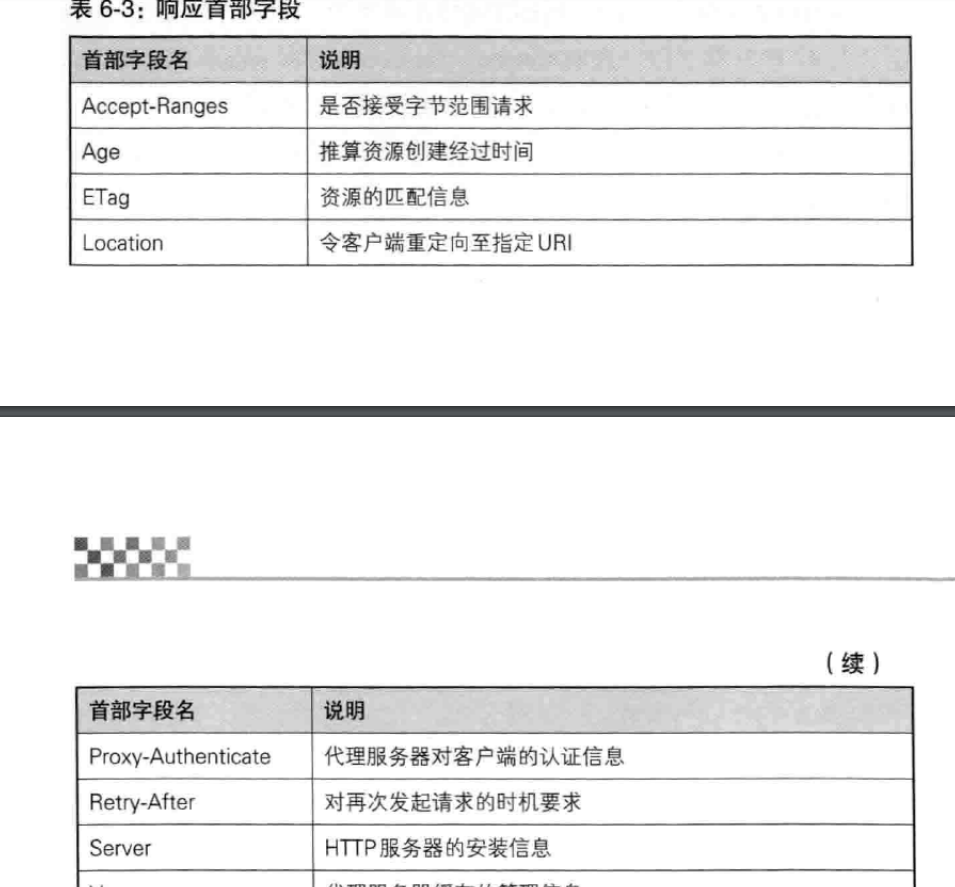 表 6-3：响应首部字段
首部字段名 说明
Accept-Ranges 是否接受字节范围请求
Age 推算资源创建经过时间
ETag 资源的匹配信息
Location 令客户端重定向至指定URI
（续）
首部字段名 说明
Proxy-Authenticate 代理服务器对客户端的认证信息
Retry-After 对再次发起请求的时机要求
Server HTTP服务器的安装信息